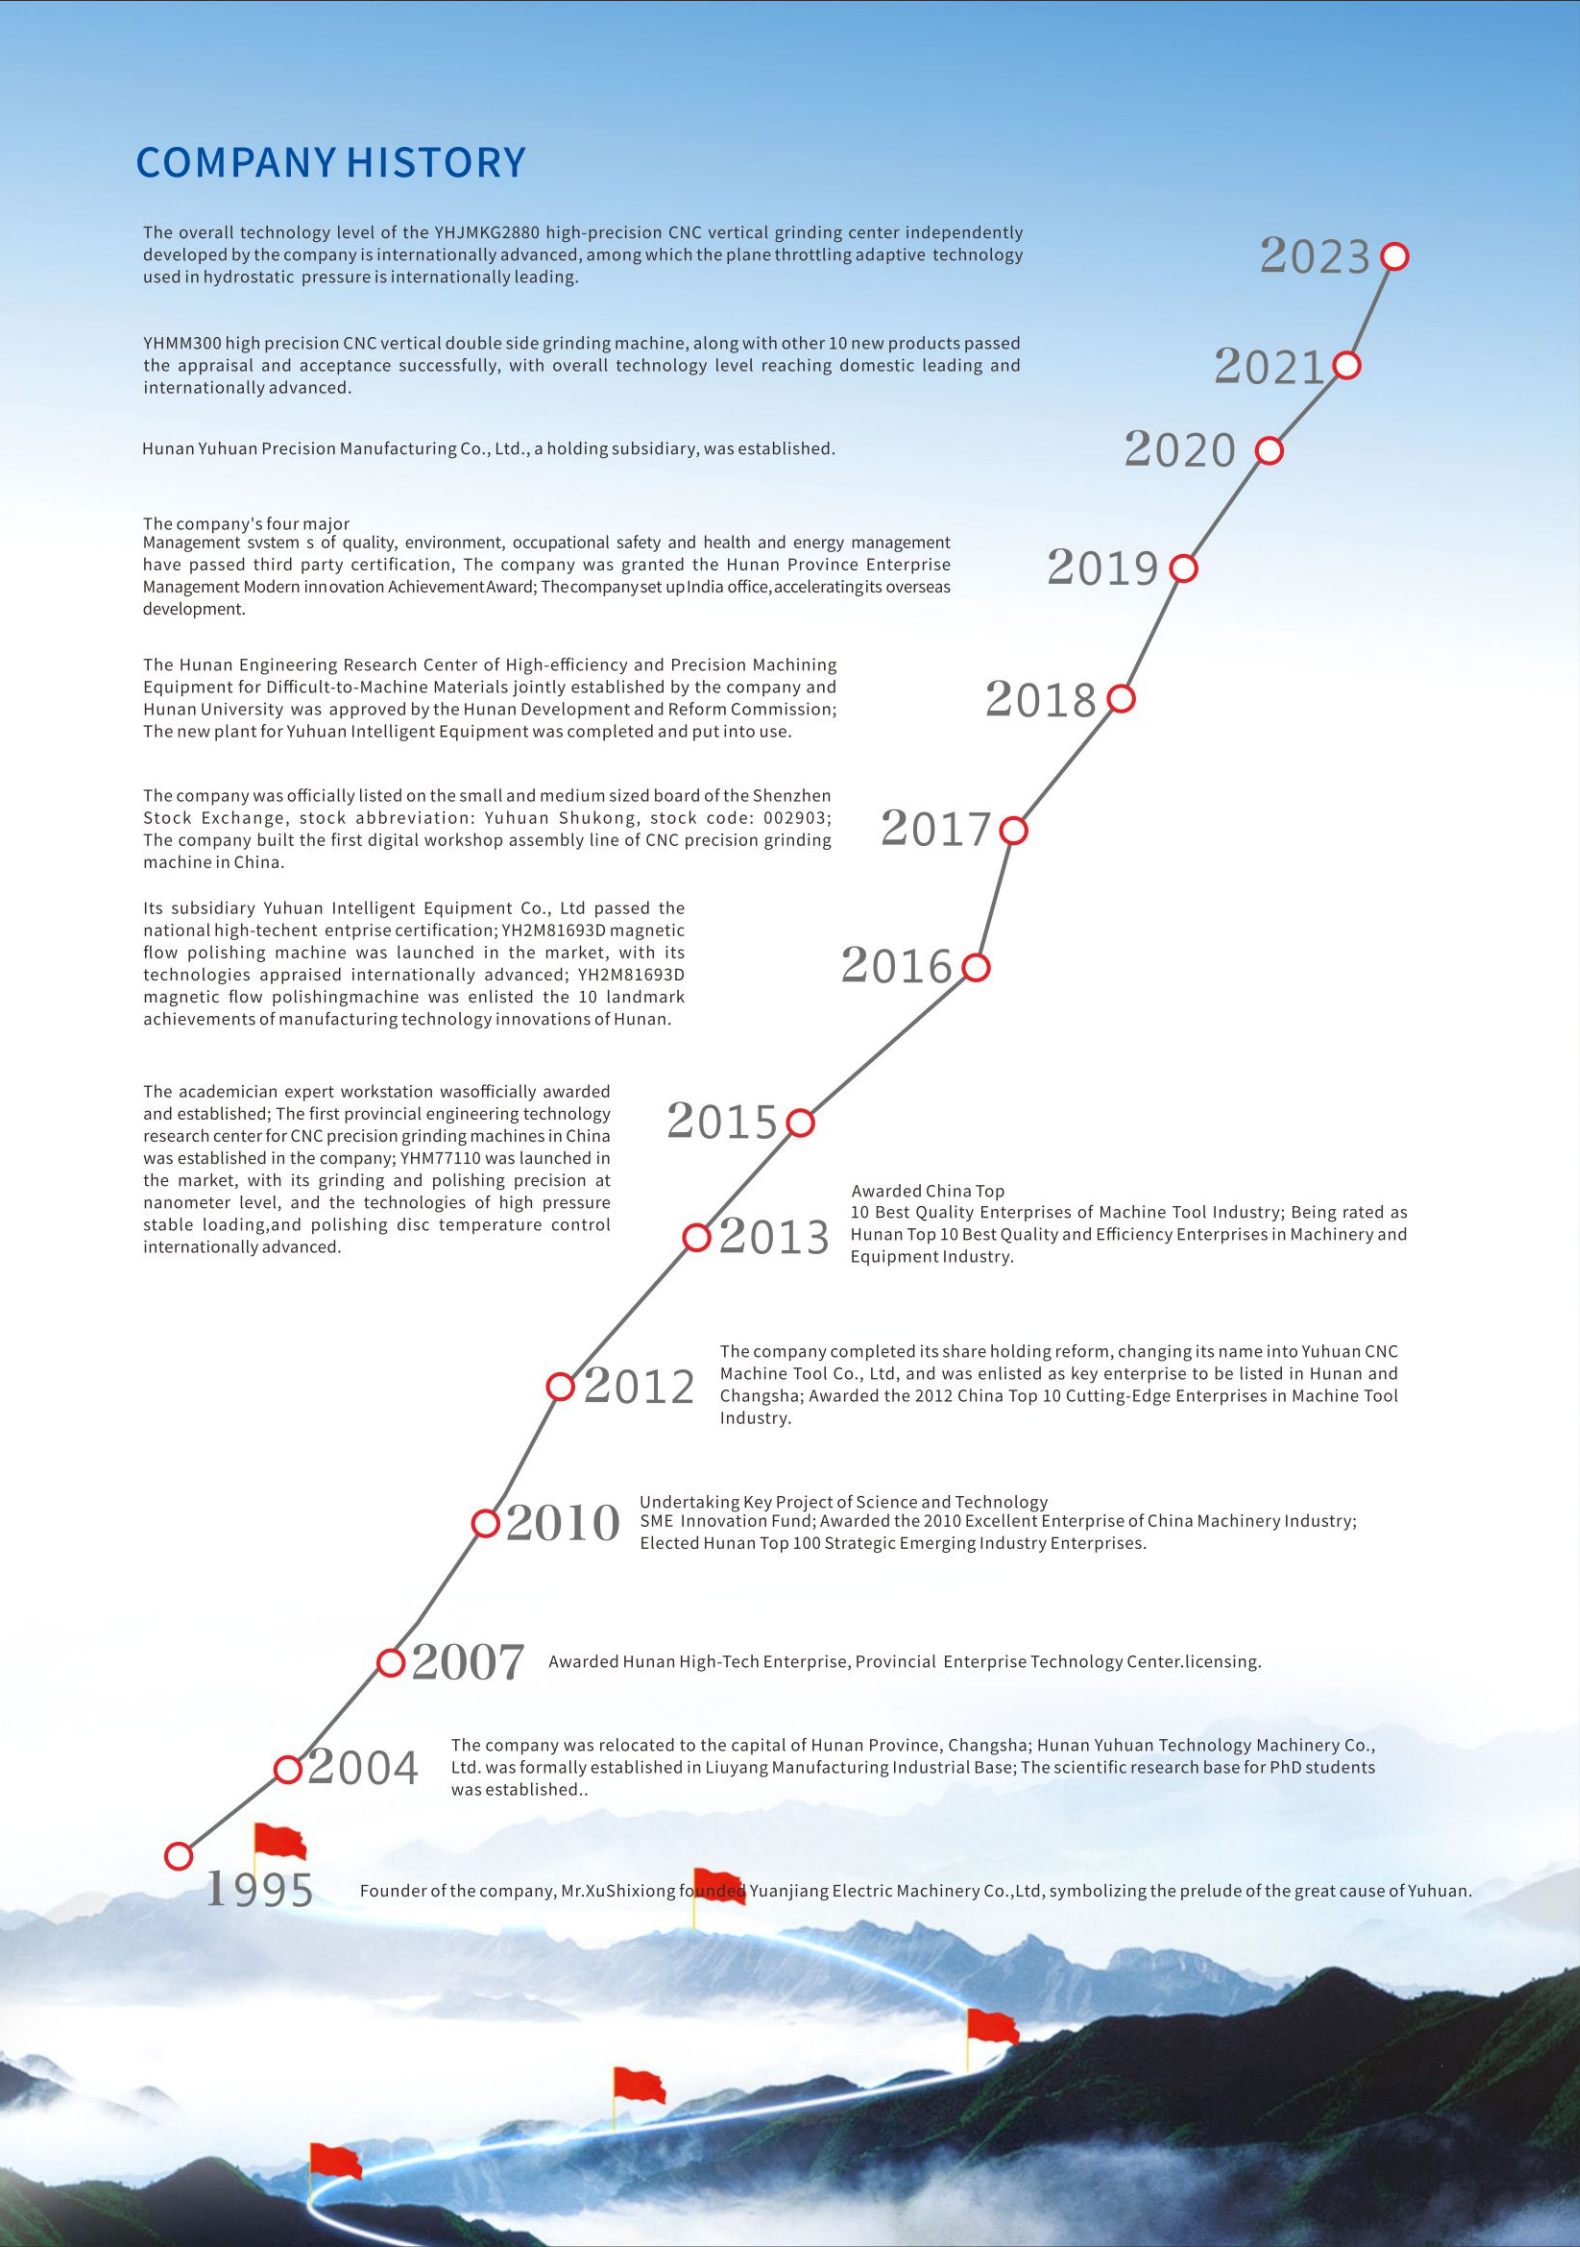 COMPANY HISTORY
The overall technology level of the YHJMKG2880 high-precision CNC vertical grinding center independently
developed by the company is internationally advanced, among which the plane throttling adaptive technology
used in hydrostatic pressure is internationally leading.
2023
YHMM300 high precision CNC vertical double side grinding machine, along with other 10 new products passed
the appraisal and acceptance successfully, with overall technology level reaching domestic leading and
internationally advanced.
2021
Hunan Yuhuan Precision Manufacturing Co., Ltd., a holding subsidiary, was established.
2020
The company's four major
Management svstem s of quality, environment, occupational safety and health and energy management
have passed third party certification, The company was granted the Hunan Province Enterprise
Management Modern innovation Achievement Award; The company set up India office, accelerating its overseas
development.
2019
The Hunan Engineering Research Center of High-efficiency and Precision Machining
Equipment for Difficult-to-Machine Materials jointly established by the company and
Hunan University was approved by the Hunan Development and Reform Commission;
The new plant for Yuhuan Intelligent Equipment was completed and put into use.
2018
The company was officially listed on the small and medium sized board of the Shenzhen
Stock Exchange, stock abbreviation: Yuhuan Shukong, stock code: 002903;
The company built the first digital workshop assembly line of CNC precision grinding
machine in China.
2017
Its subsidiary Yuhuan Intelligent Equipment Co., Ltd passed the
national high-techent entprise certification; YH2M81693D magnetic
flow polishing machine was launched in the market, with its
technologies appraised internationally advanced; YH2M81693D
magnetic flow polishingmachine was enlisted the 10 landmark
achievements of manufacturing technology innovations of Hunan.
2016
The academician expert workstation wasofficially awarded
and established; The first provincial engineering technology
research center for CNC precision grinding machines in China
was established in the company; YHM77110 was launched in
the market, with its grinding and polishing precision at
nanometer level, and the technologies of high pressure
stable loading,and polishing disc temperature control
internationally advanced.
2015
2013
Awarded China Top
10 Best Quality Enterprises of Machine Tool Industry; Being rated as
Hunan Top 10 Best Quality and Efficiency Enterprises in Machinery and
Equipment Industry.
2012
The company completed its share holding reform, changing its name into Yuhuan CNC
Machine Tool Co., Ltd, and was enlisted as key enterprise to be listed in Hunan and
Changsha; Awarded the 2012 China Top 10 Cutting-Edge Enterprises in Machine Tool
Industry.
2010
Undertaking Key Project of Science and Technology
SME Innovation Fund; Awarded the 2010 Excellent Enterprise of China Machinery Industry;
Elected Hunan Top 100 Strategic Emerging Industry Enterprises.
2007
Awarded Hunan High-Tech Enterprise, Provincial Enterprise Technology Center.licensing.
2004
The company was relocated to the capital of Hunan Province, Changsha; Hunan Yuhuan Technology Machinery Co.,
Ltd. was formally established in Liuyang Manufacturing Industrial Base; The scientific research base for PhD students
was established..
1995
Founder of the company, Mr.XuShixiong founded Yuanjiang Electric Machinery Co.,Ltd, symbolizing the prelude of the great cause of Yuhuan.